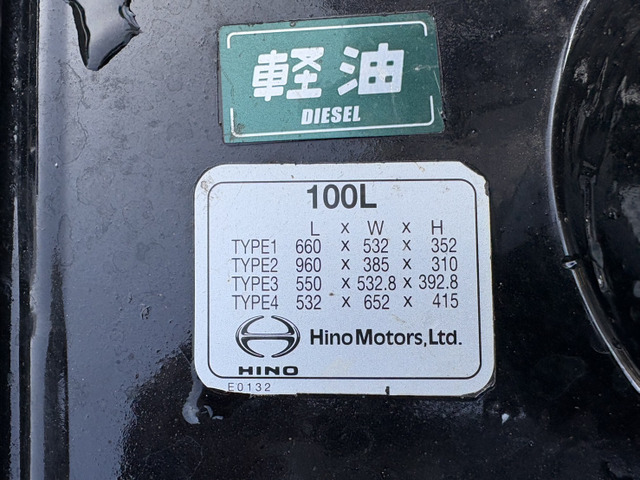 軽油
DIESEL
100L
L x W x H
TYPE1 660 x 532 x 352
TYPE2 960 x 385 x 310
TYPE3 550 x 532.8 x 392.8
TYPE4 532 x 652 x 415
HINO Hino Motors,Ltd.
E0132